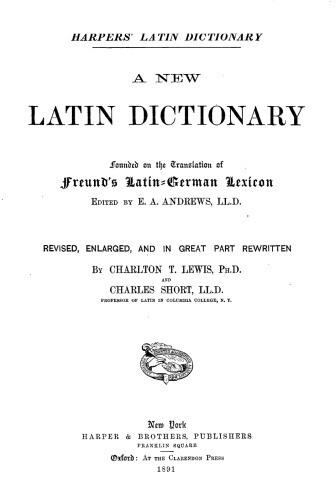 HARPERS' LATIN DICTIONARY
A NEW
LATIN DICTIONARY
Founded on the Translation of
Freund's Latin-German Lexicon
EDITED BY E. A. ANDREWS, LL.D.
REVISED, ENLARGED, AND IN GREAT PART REWRITTEN
BY CHARLTON T. LEWIS, PH.D.
AND
CHARLES SHORT, LL.D.
PROFESSOR OF LATIN IN COLUMBIA COLLEGE, N. Y.
New York
HARPER & BROTHERS, PUBLISHERS
FRANKLIN SQUARE
Oxford: AT THE CLARENDON PRESS
1891